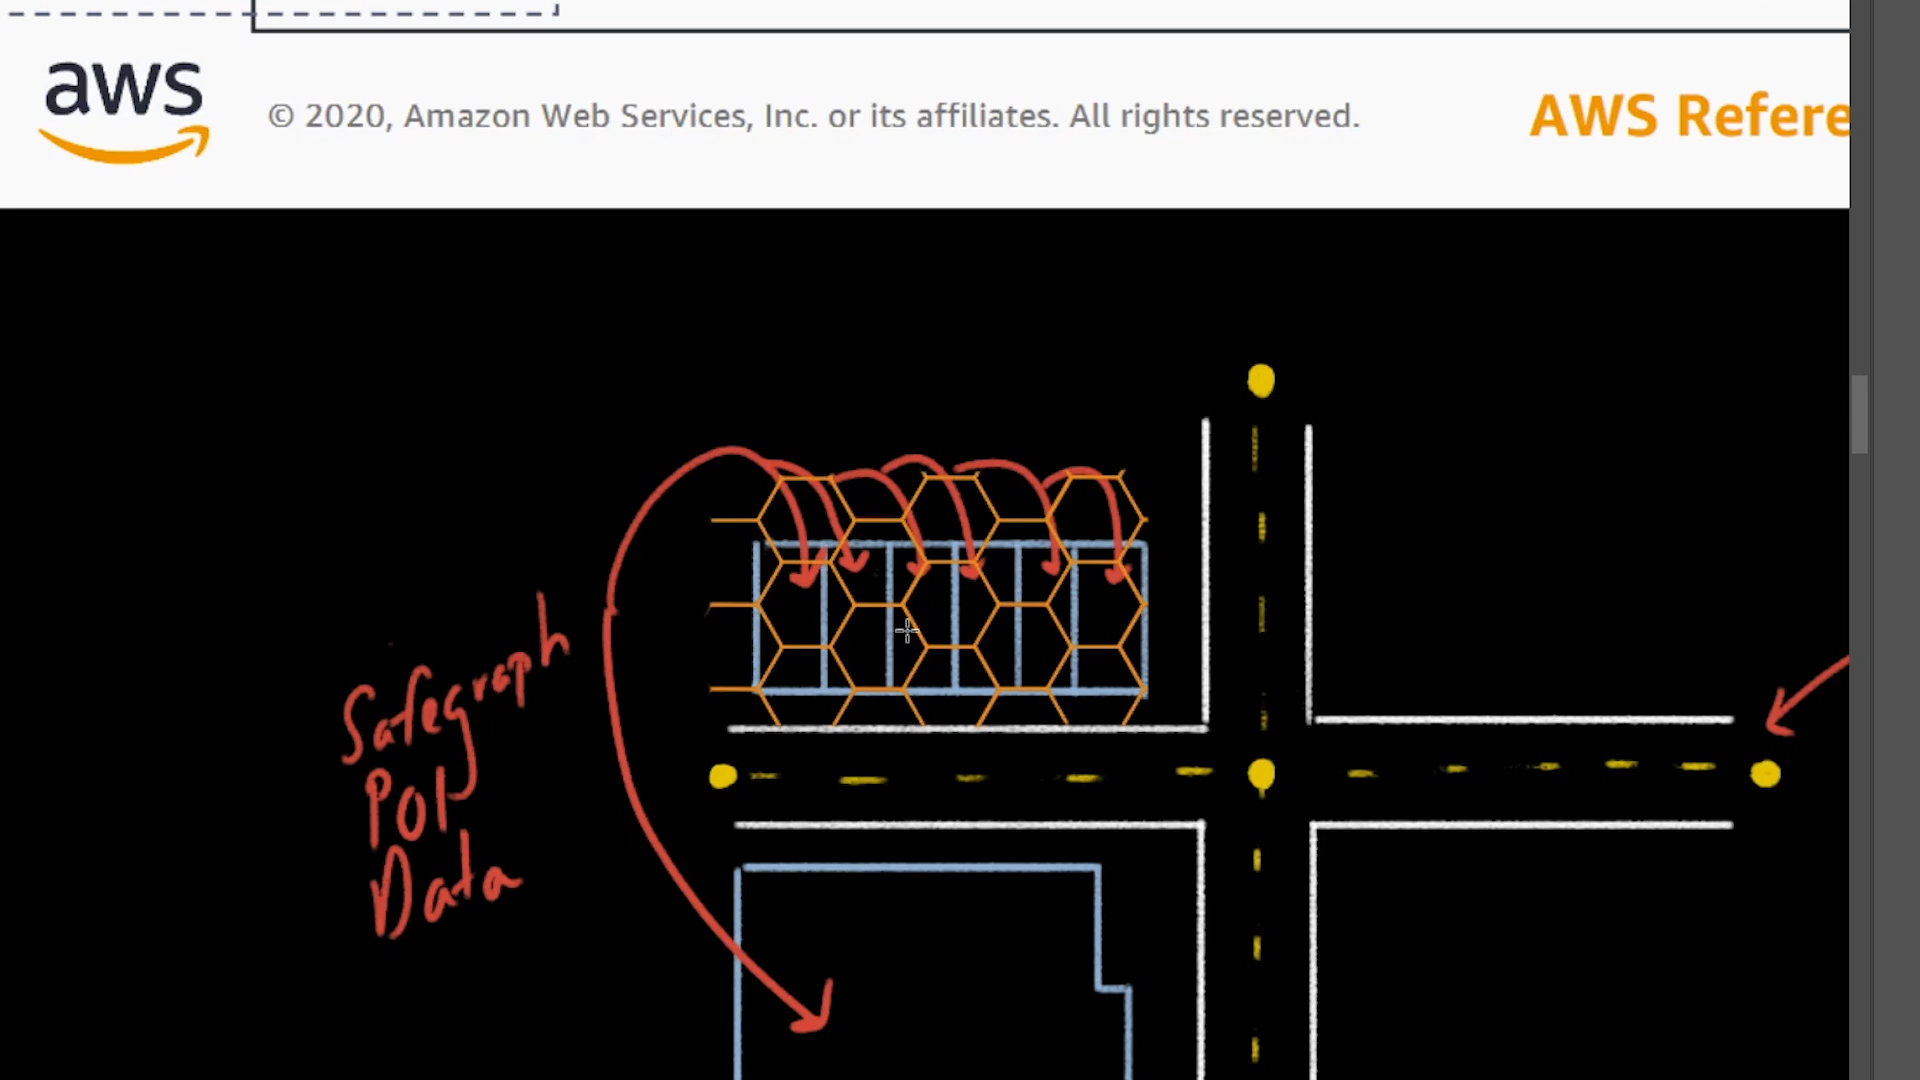 aws
© 2020, Amazon Web Services, Inc. or its affiliates. All rights reserved.
AWS Refere
Safegraph
POI
Data